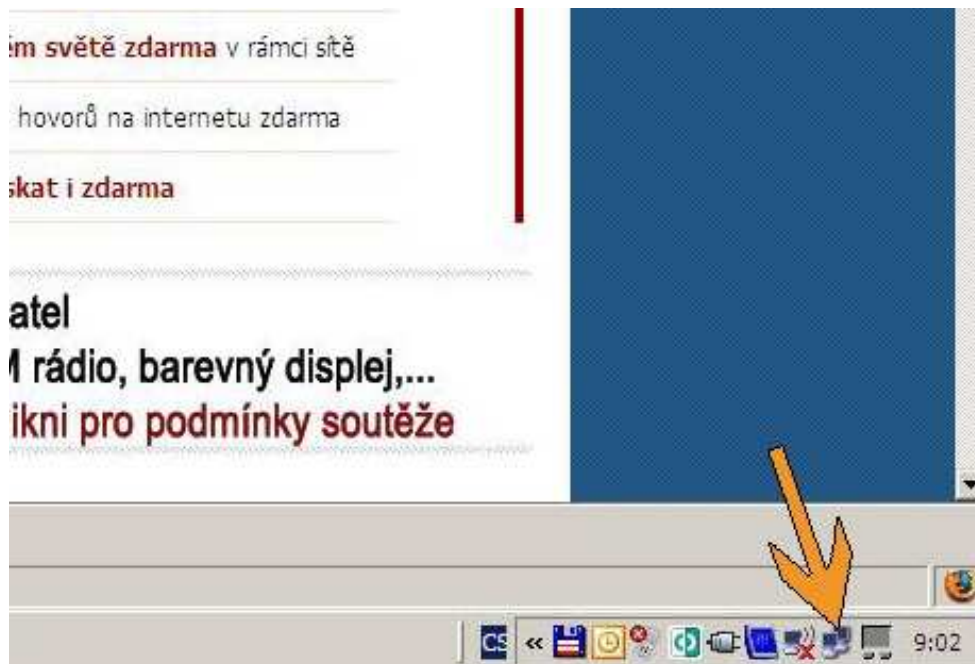 ém světě zdarma v rámci sítě
hovorů na internetu zdarma
skat i zdarma
atel
rádio, barevný displej,...
ikni pro podmínky soutěže
CS « 9:02